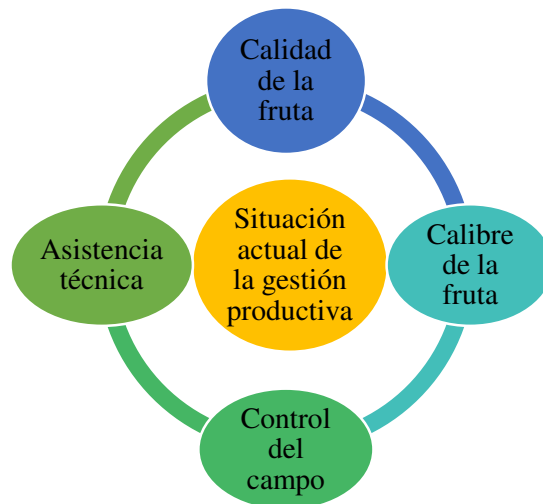 Calidad
de la
fruta
Asistencia
técnica
Situación
actual de
la gestión
productiva
Calibre
de la
fruta
Control
del
campo